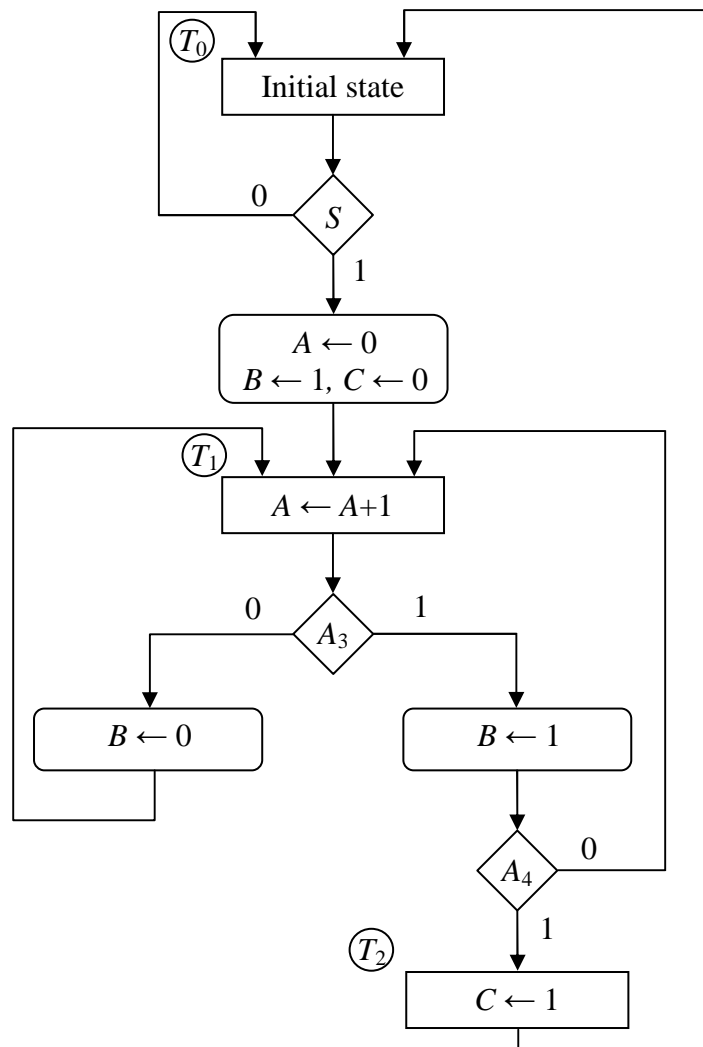 T₀
Initial state
0
S
1
A ← 0
B ← 1, C ← 0
T₁
A ← A+1
0
1
A₃
B ← 0
B ← 1
0
A₄
1
T₂
C ← 1